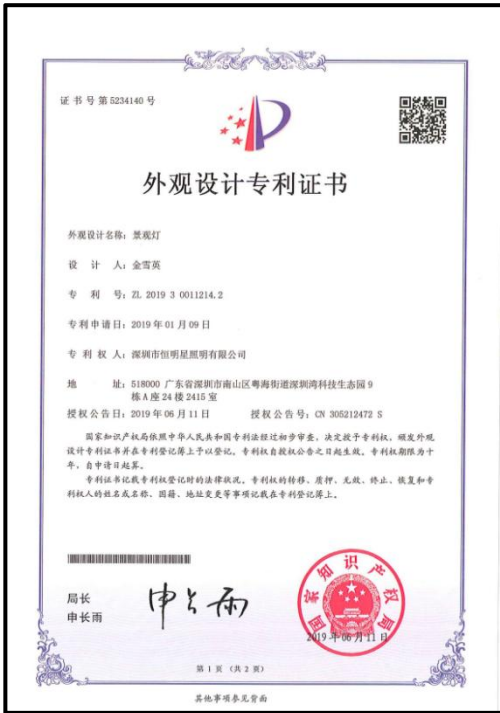 证书号第5234140号
外观设计专利证书
外观设计名称：景观灯
设计人：金雪英
专利号：ZL 2019 3 0011214.2
专利申请日：2019年01月09日
专利权人：深圳市恒明星照明有限公司
地址：518000 广东省深圳市南山区粤海街道深圳湾科技生态园9
栋A座24楼2415室
授权公告日：2019年06月11日 授权公告号：CN 305212472 S
国家知识产权局依照中华人民共和国专利法经过初步审查，决定授予专利权，颁发外观
设计专利证书并在专利登记簿上予以登记。专利权自授权公告之日起生效。专利权期限为十
年，自申请日起算。
专利证书记载专利权登记时的法律状况。专利权的转移、质押、无效、终止、恢复和专
利权人的姓名或名称、国籍、地址变更等事项记载在专利登记簿上。
局长
申长雨
申长雨
国家知识产权局
2019年06月11日
第1页（共2页）
其他事项参见背面